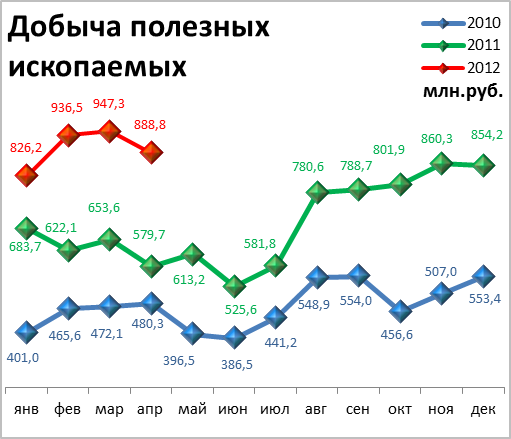 Добыча полезных
ископаемых
2010
2011
2012
млн.руб.
826,2 936,5 947,3 888,8
683,7 622,1 653,6 579,7 613,2 525,6 581,8 780,6 788,7 801,9 860,3 854,2
401,0 465,6 472,1 480,3 396,5 386,5 441,2 548,9 554,0 456,6 507,0 553,4
янв фев мар апр май июн июл авг сен окт ноя дек